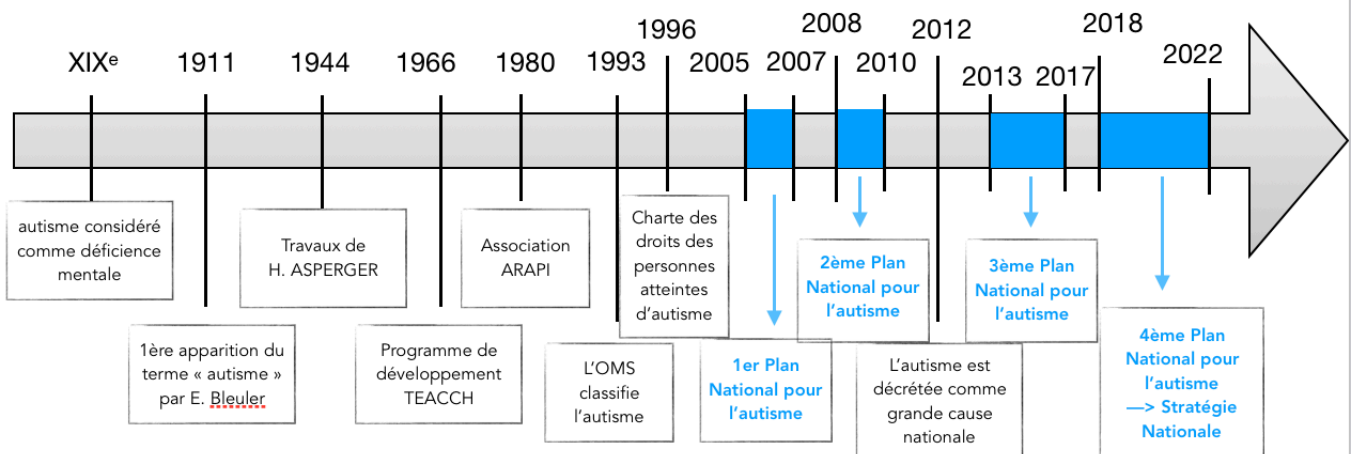 XIXe
1911
1944
1966
1980
1993
1996
2005
2007
2008
2010
2012
2013
2017
2018
2022
autisme considéré
comme déficience
mentale
1ère apparition du
terme « autisme »
par E. Bleuler
Travaux de
H. ASPERGER
Programme de
développement
TEACCH
Association
ARAPI
L'OMS
classifie
l'autisme
Charte des
droits des
personnes
atteintes
d'autisme
1er Plan
National pour
l'autisme
2ème Plan
National pour
l'autisme
L'autisme est
décrétée comme
grande cause
nationale
3ème Plan
National pour
l'autisme
4ème Plan
National pour
l'autisme
—> Stratégie
Nationale